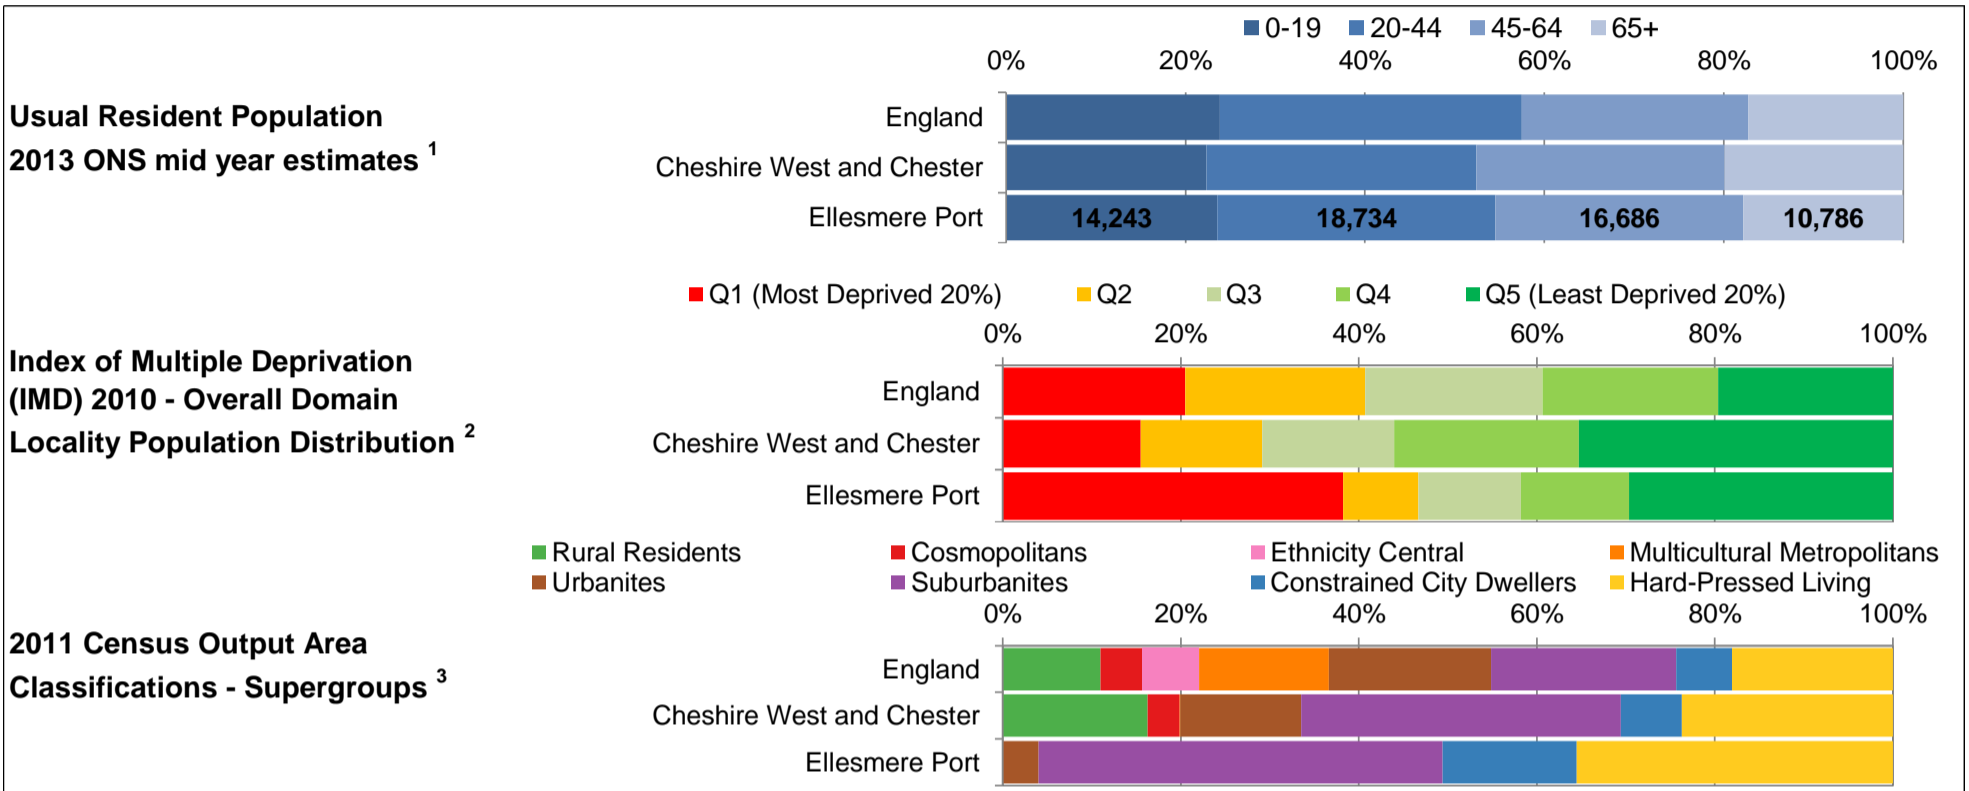 0-19 20-44 45-64 65+
0% 20% 40% 60% 80% 100%
Usual Resident Population
2013 ONS mid year estimates 1
England
Cheshire West and Chester
Ellesmere Port 14,243 18,734 16,686 10,786
Q1 (Most Deprived 20%) Q2 Q3 Q4 Q5 (Least Deprived 20%)
0% 20% 40% 60% 80% 100%
Index of Multiple Deprivation
(IMD) 2010 - Overall Domain
Locality Population Distribution 2
England
Cheshire West and Chester
Ellesmere Port
Rural Residents Cosmopolitans Ethnicity Central Multicultural Metropolitans
Urbanites Suburbanites Constrained City Dwellers Hard-Pressed Living
0% 20% 40% 60% 80% 100%
2011 Census Output Area
Classifications - Supergroups 3
England
Cheshire West and Chester
Ellesmere Port